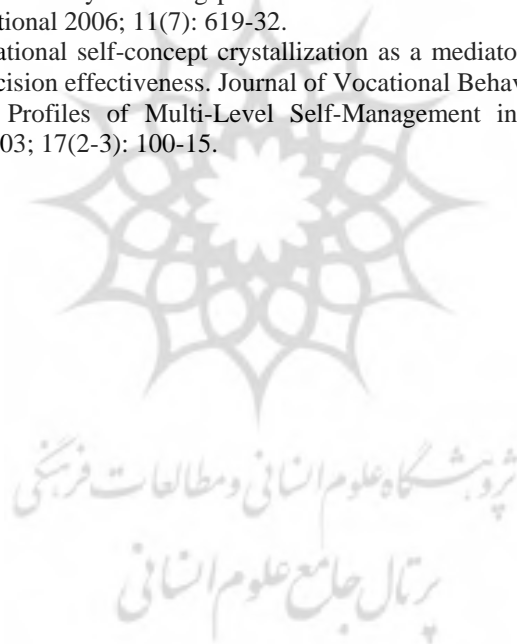 ational 2006; 11(7): 619-32.
ational self-concept crystallization as a mediato
cision effectiveness. Journal of Vocational Behav
Profiles of Multi-Level Self-Management in
03; 17(2-3): 100-15.
پژوهشگاه علوم انسانی و مطالعات فرهنگی
پرتال جامع علوم انسانی